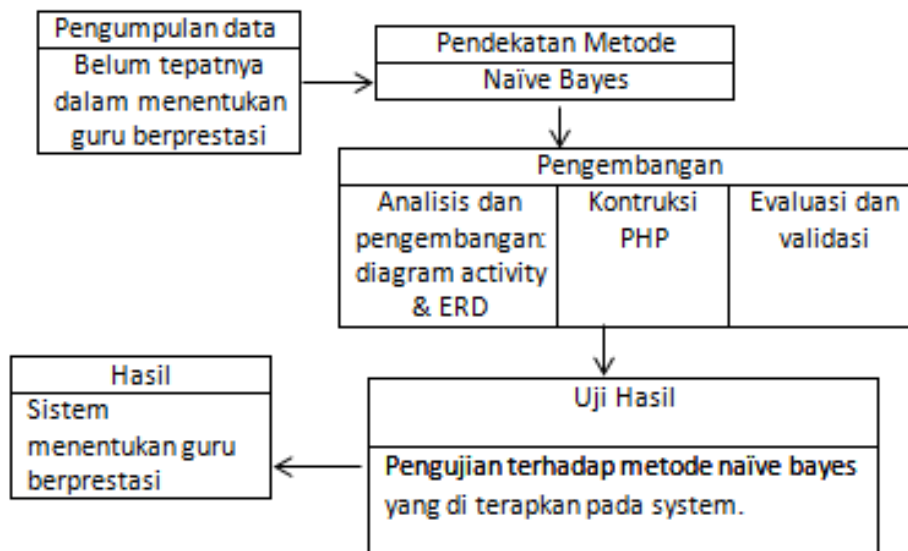 Pengumpulan data
Belum tepatnya
dalam menentukan
guru berprestasi
Pendekatan Metode
Naïve Bayes
Pengembangan
Analisis dan
pengembangan:
diagram activity
& ERD
Kontruksi
PHP
Evaluasi dan
validasi
Uji Hasil
Pengujian terhadap metode naïve bayes
yang di terapkan pada system.
Hasil
Sistem
menentukan guru
berprestasi